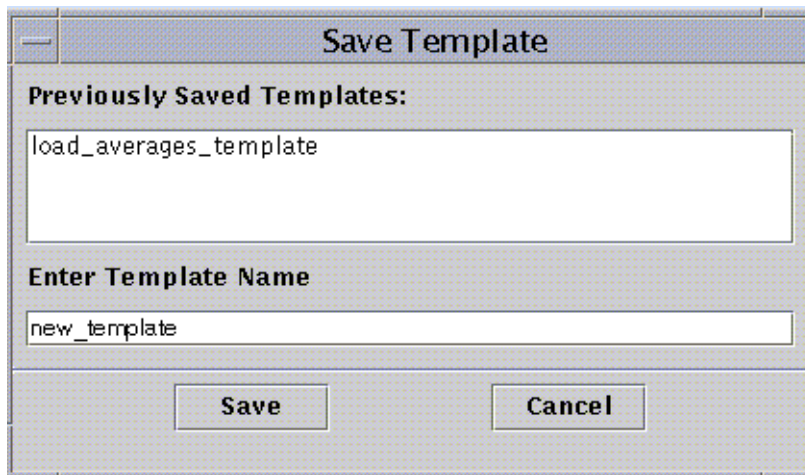 Save Template
Previously Saved Templates:
load_averages_template
Enter Template Name
new_template
Save Cancel